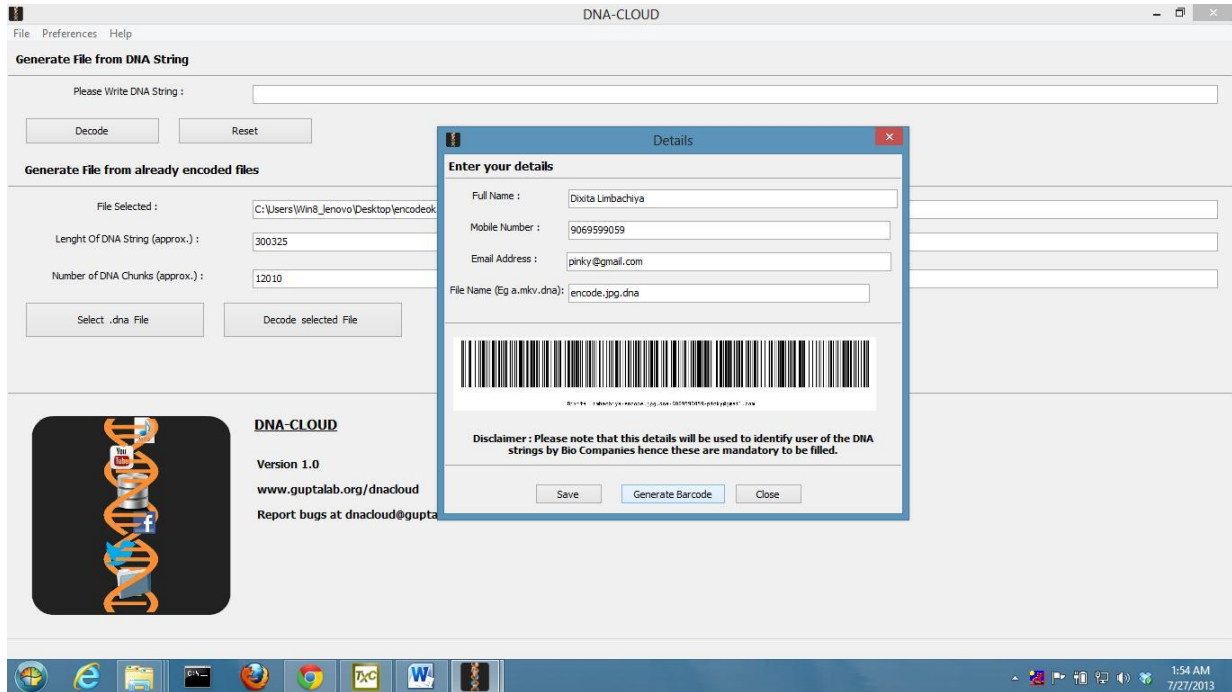 DNA-CLOUD
File Preferences Help
Generate File from DNA String
Please Write DNA String :
Decode Reset
Generate File from already encoded files
File Selected :
C:\Users\Win8_lenovo\Desktop\encodeok
Lenght Of DNA String (approx.) :
300325
Number of DNA Chunks (approx.) :
12010
Select .dna File Decode selected File
DNA-CLOUD
Version 1.0
www.guptalab.org/dnacloud
Report bugs at dnacloud@gupta
You
Tube
f
Details
Enter your details
Full Name :
Dixita Limbachiya
Mobile Number :
9069599059
Email Address :
pinky@gmail.com
File Name (Eg a.mkv.dna):
encode.jpg.dna
Disclaimer : Please note that this details will be used to identify user of the DNA
strings by Bio Companies hence these are mandatory to be filled.
Save Generate Barcode Close
C:\
TXC
W
1:54 AM
7/27/2013